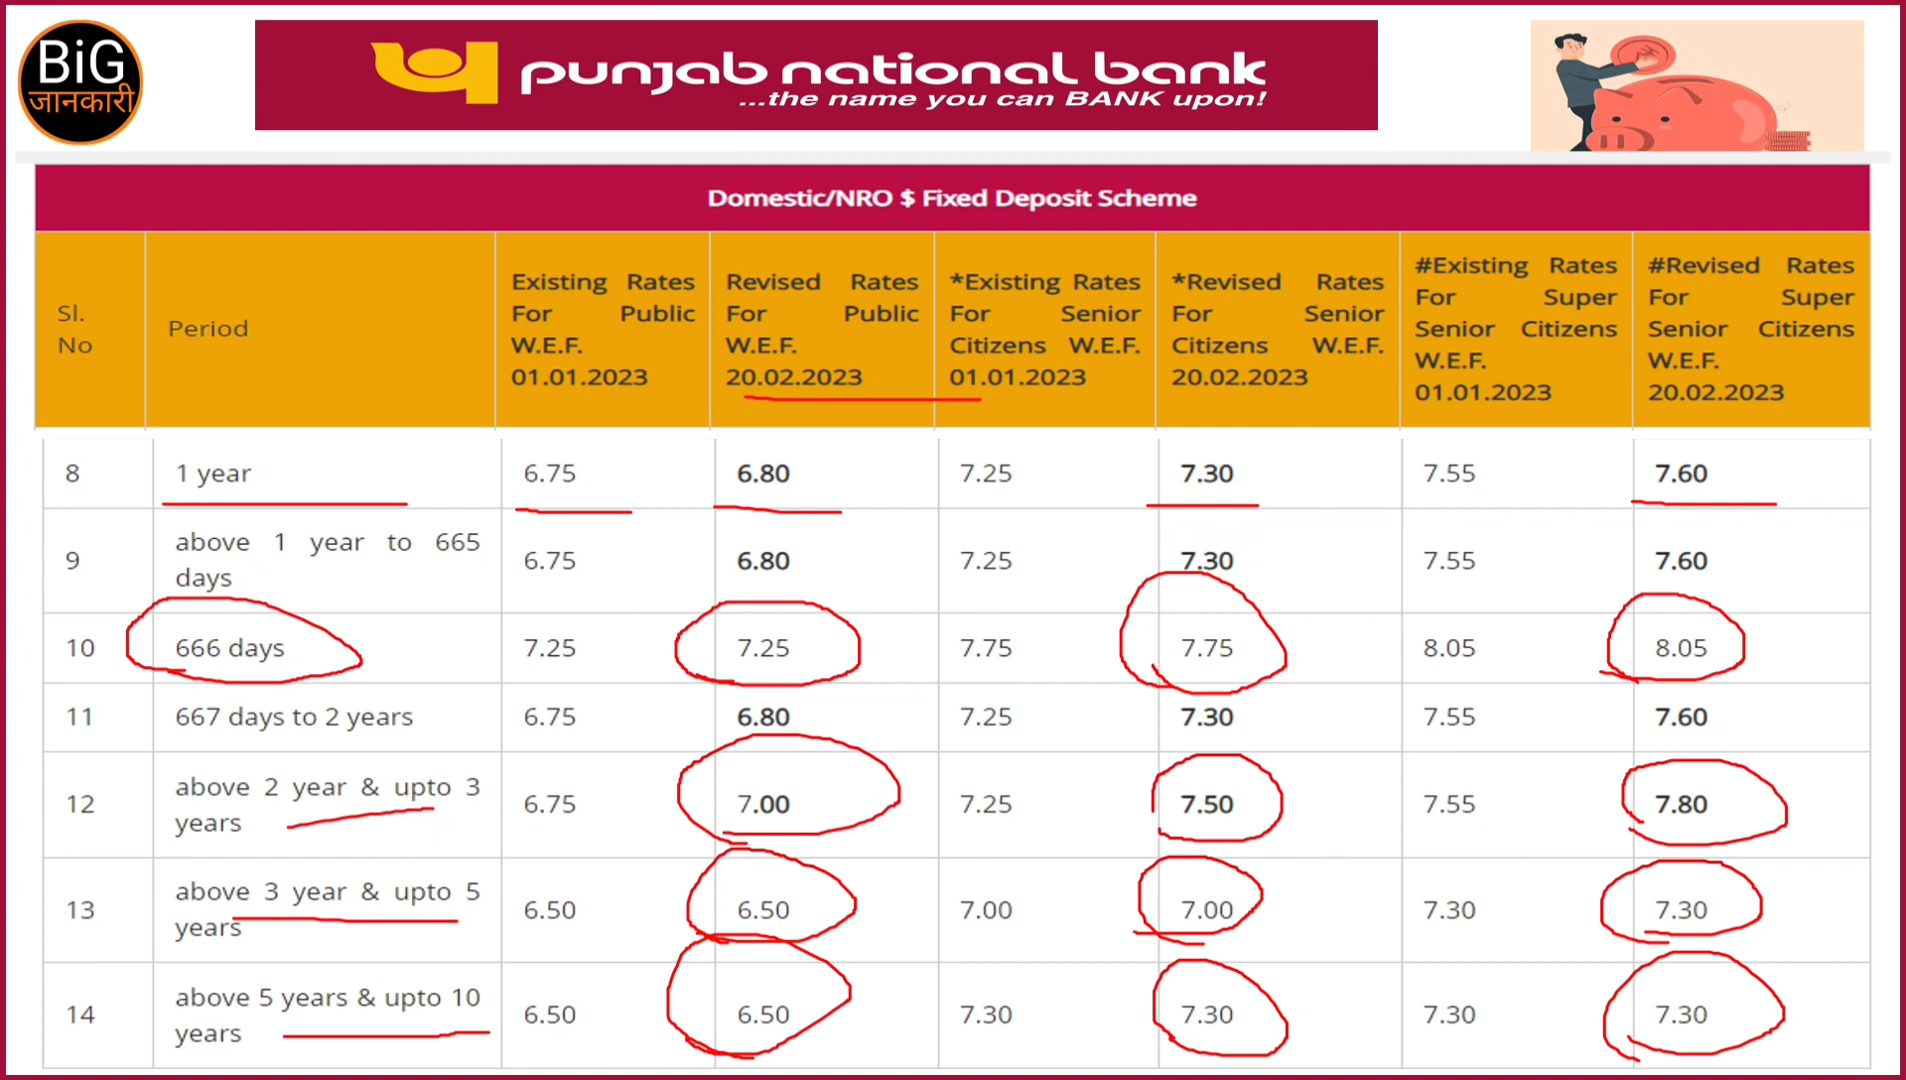 BiG
जानकारी
punjab national bank
...the name you can BANK upon!
Domestic/NRO $ Fixed Deposit Scheme
Sl. No
Period
Existing Rates For Public W.E.F. 01.01.2023
Revised Rates For Public W.E.F. 20.02.2023
*Existing Rates For Senior Citizens W.E.F. 01.01.2023
*Revised Rates For Senior Citizens W.E.F. 20.02.2023
#Existing Rates For Super Senior Citizens W.E.F. 01.01.2023
#Revised Rates For Super Senior Citizens W.E.F. 20.02.2023
8 1 year 6.75 6.80 7.25 7.30 7.55 7.60
9 above 1 year to 665 days 6.75 6.80 7.25 7.30 7.55 7.60
10 666 days 7.25 7.25 7.75 7.75 8.05 8.05
11 667 days to 2 years 6.75 6.80 7.25 7.30 7.55 7.60
12 above 2 year & upto 3 years 6.75 7.00 7.25 7.50 7.55 7.80
13 above 3 year & upto 5 years 6.50 6.50 7.00 7.00 7.30 7.30
14 above 5 years & upto 10 years 6.50 6.50 7.30 7.30 7.30 7.30